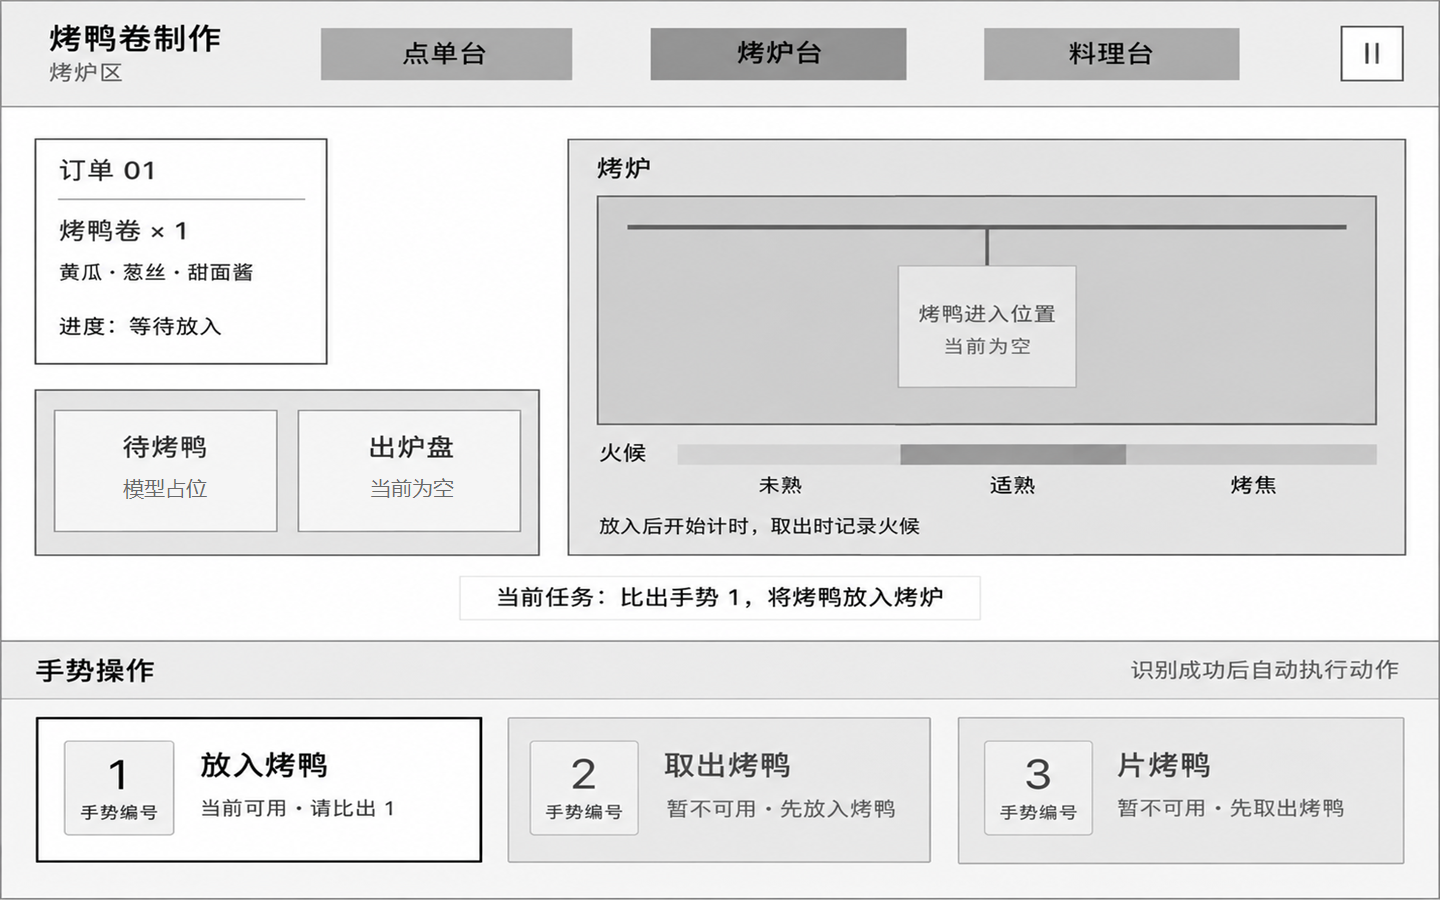 烤鸭卷制作
烤炉区
点单台
烤炉台
料理台
订单 01
烤鸭卷 × 1
黄瓜 · 葱丝 · 甜面酱
进度：等待放入
待烤鸭
模型占位
出炉盘
当前为空
烤炉
烤鸭进入位置
当前为空
火候
未熟
适熟
烤焦
放入后开始计时，取出时记录火候
当前任务：比出手势 1，将烤鸭放入烤炉
手势操作
识别成功后自动执行动作
1
手势编号
放入烤鸭
当前可用 · 请比出 1
2
手势编号
取出烤鸭
暂不可用 · 先放入烤鸭
3
手势编号
片烤鸭
暂不可用 · 先取出烤鸭